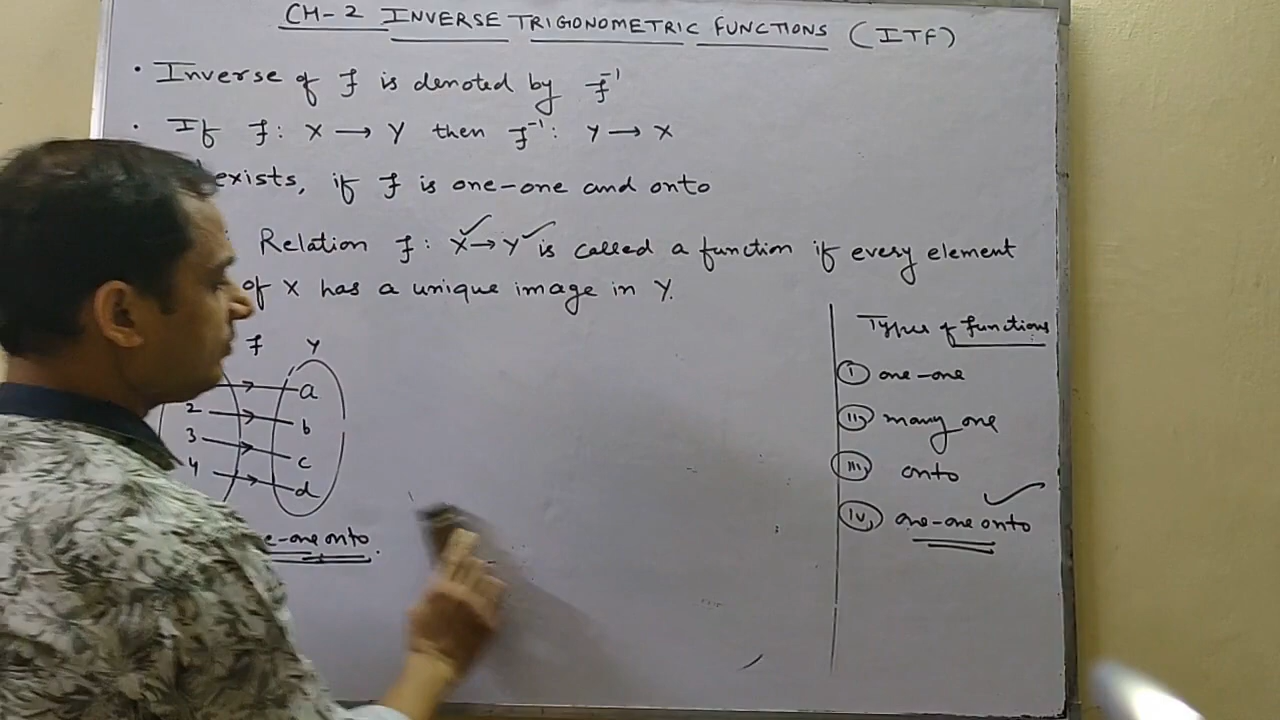 CH-2 INVERSE TRIGONOMETRIC FUNCTIONS (ITF)
• Inverse of f is denoted by f⁻¹
• If f: X → Y then f⁻¹: Y → X
exists, if f is one-one and onto
: Relation f: X → Y is called a function if every element
of X has a unique image in Y.
f Y
a
2 b
3 c
4 d
e-one onto.
Types of functions
(i) one-one
(ii) many one
(iii) onto
(iv) one-one onto